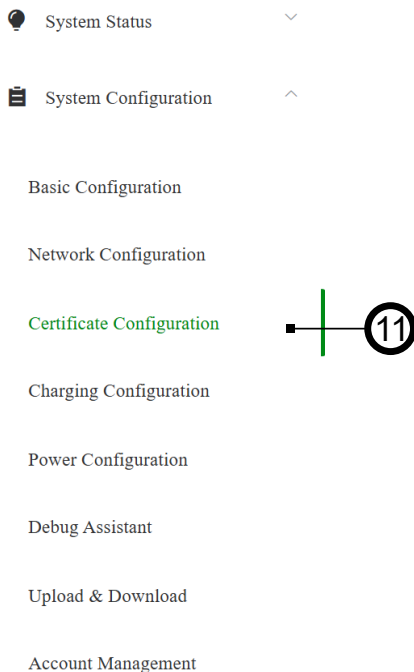 System Status
System Configuration
Basic Configuration
Network Configuration
Certificate Configuration
11
Charging Configuration
Power Configuration
Debug Assistant
Upload & Download
Account Management